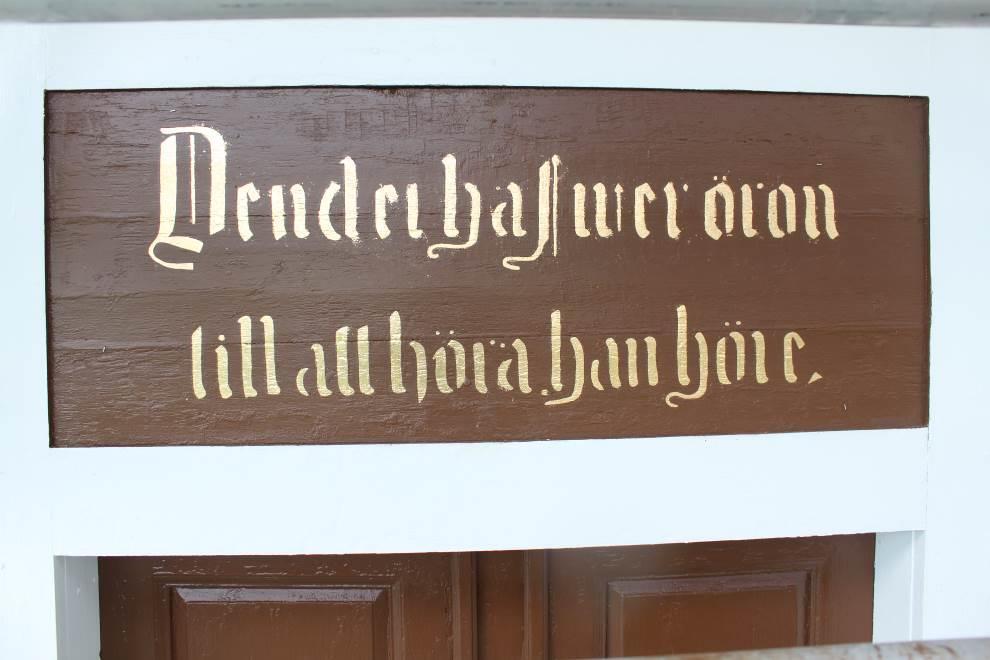 Den der hafwer öron
till att höra, han höre.